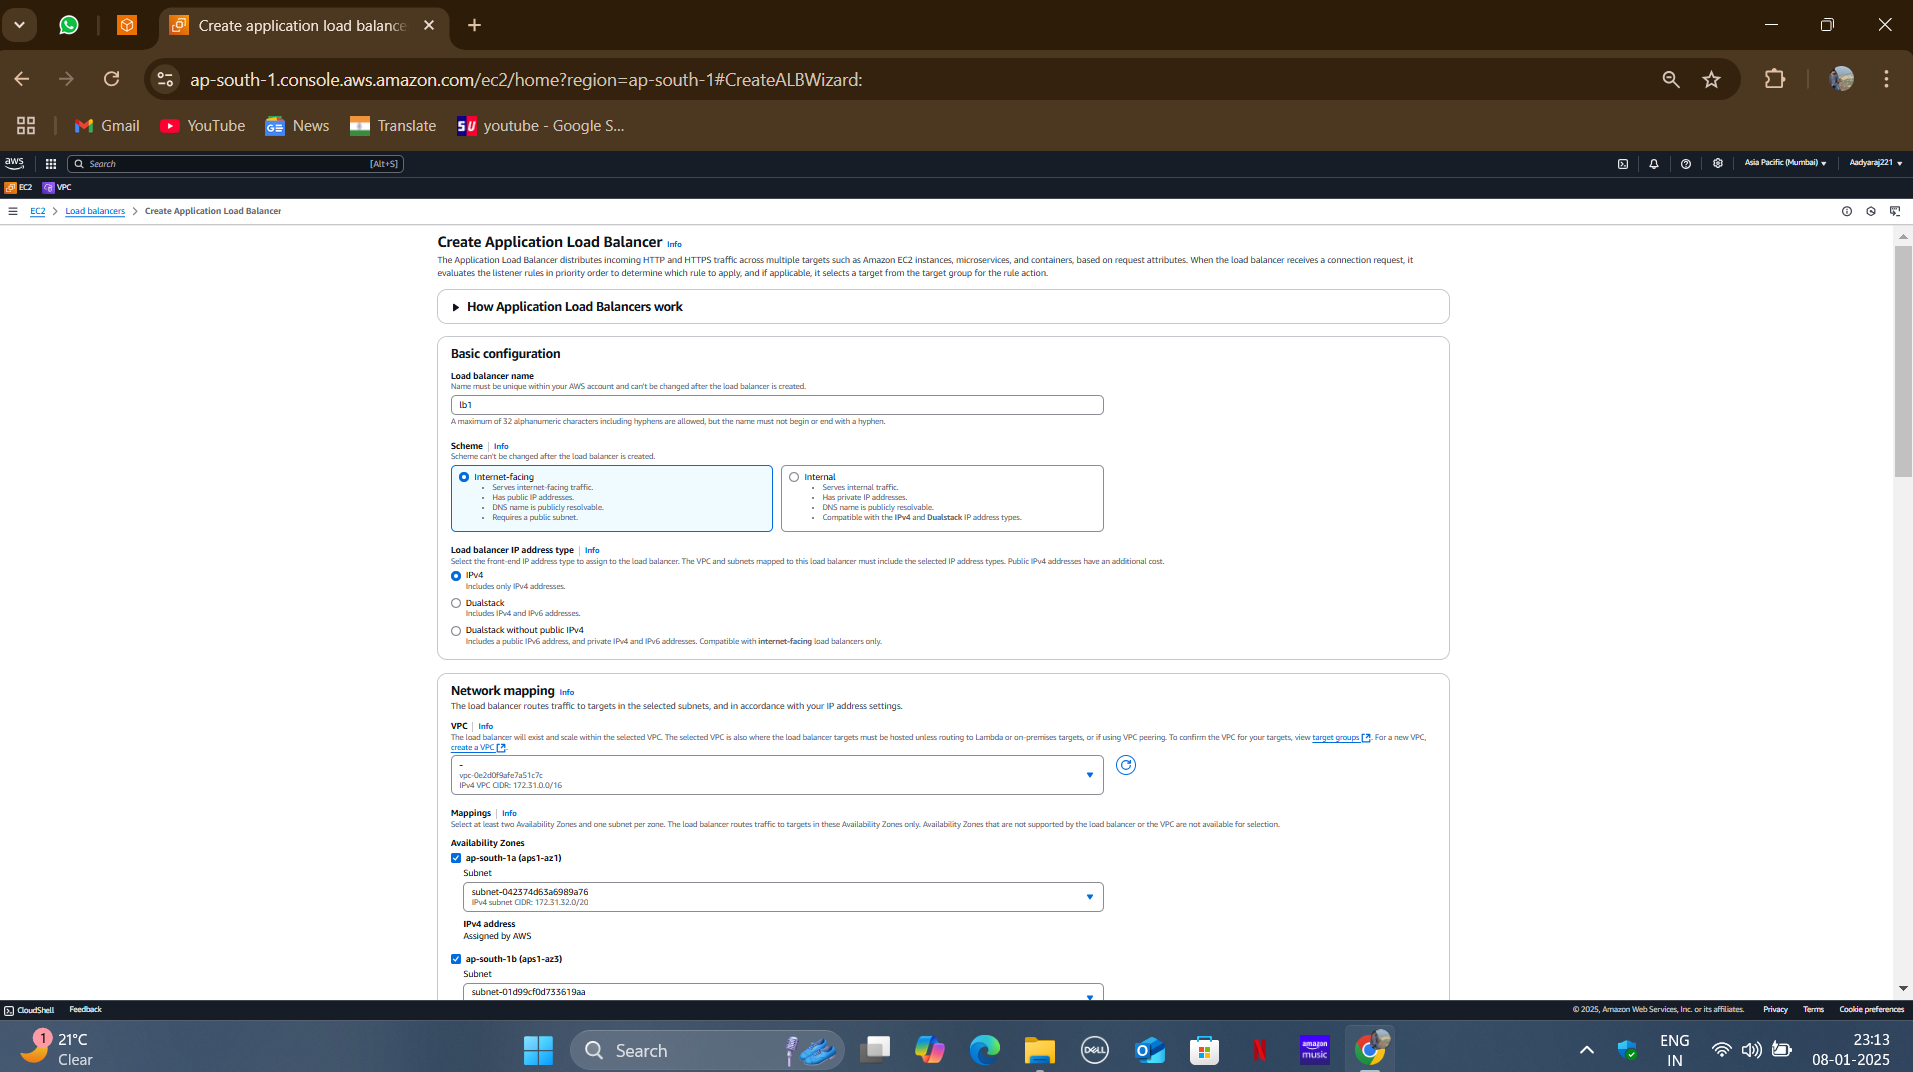 Create application load balance
ap-south-1.console.aws.amazon.com/ec2/home?region=ap-south-1#CreateALBWizard:
Gmail
YouTube
News
Translate
youtube - Google S...
aws
Search
[Alt+S]
Asia Pacific (Mumbai)
Aadyaraj221
EC2
VPC
EC2 > Load balancers > Create Application Load Balancer
Create Application Load Balancer Info
The Application Load Balancer distributes incoming HTTP and HTTPS traffic across multiple targets such as Amazon EC2 instances, microservices, and containers, based on request attributes. When the load balancer receives a connection request, it
evaluates the listener rules in priority order to determine which rule to apply, and if applicable, it selects a target from the target group for the rule action.
How Application Load Balancers work
Basic configuration
Load balancer name
Name must be unique within your AWS account and can't be changed after the load balancer is created.
lb1
A maximum of 32 alphanumeric characters including hyphens are allowed, but the name must not begin or end with a hyphen.
Scheme | Info
Scheme can't be changed after the load balancer is created.
Internet-facing
• Serves internet-facing traffic.
• Has public IP addresses.
• DNS name is publicly resolvable.
• Requires a public subnet.
Internal
• Serves internal traffic.
• Has private IP addresses.
• DNS name is publicly resolvable.
• Compatible with the IPv4 and Dualstack IP address types.
Load balancer IP address type | Info
Select the front-end IP address type to assign to the load balancer. The VPC and subnets mapped to this load balancer must include the selected IP address types. Public IPv4 addresses have an additional cost.
IPv4
Includes only IPv4 addresses.
Dualstack
Includes IPv4 and IPv6 addresses.
Dualstack without public IPv4
Includes a public IPv6 address, and private IPv4 and IPv6 addresses. Compatible with internet-facing load balancers only.
Network mapping Info
The load balancer routes traffic to targets in the selected subnets, and in accordance with your IP address settings.
VPC | Info
The load balancer will exist and scale within the selected VPC. The selected VPC is also where the load balancer targets must be hosted unless routing to Lambda or on-premises targets, or if using VPC peering. To confirm the VPC for your targets, view target groups. For a new VPC,
create a VPC.
-
vpc-0e2d0f9afe7a51c7c
IPv4 VPC CIDR: 172.31.0.0/16
Mappings | Info
Select at least two Availability Zones and one subnet per zone. The load balancer routes traffic to targets in these Availability Zones only. Availability Zones that are not supported by the load balancer or the VPC are not available for selection.
Availability Zones
ap-south-1a (aps1-az1)
Subnet
subnet-042374d63a6989a76
IPv4 subnet CIDR: 172.31.32.0/20
IPv4 address
Assigned by AWS
ap-south-1b (aps1-az3)
Subnet
subnet-01d99cf0d733619aa
CloudShell
Feedback
© 2025, Amazon Web Services, Inc. or its affiliates.
Privacy
Terms
Cookie preferences
1
21°C
Clear
Search
DELL
amazon
music
ENG
IN
23:13
08-01-2025